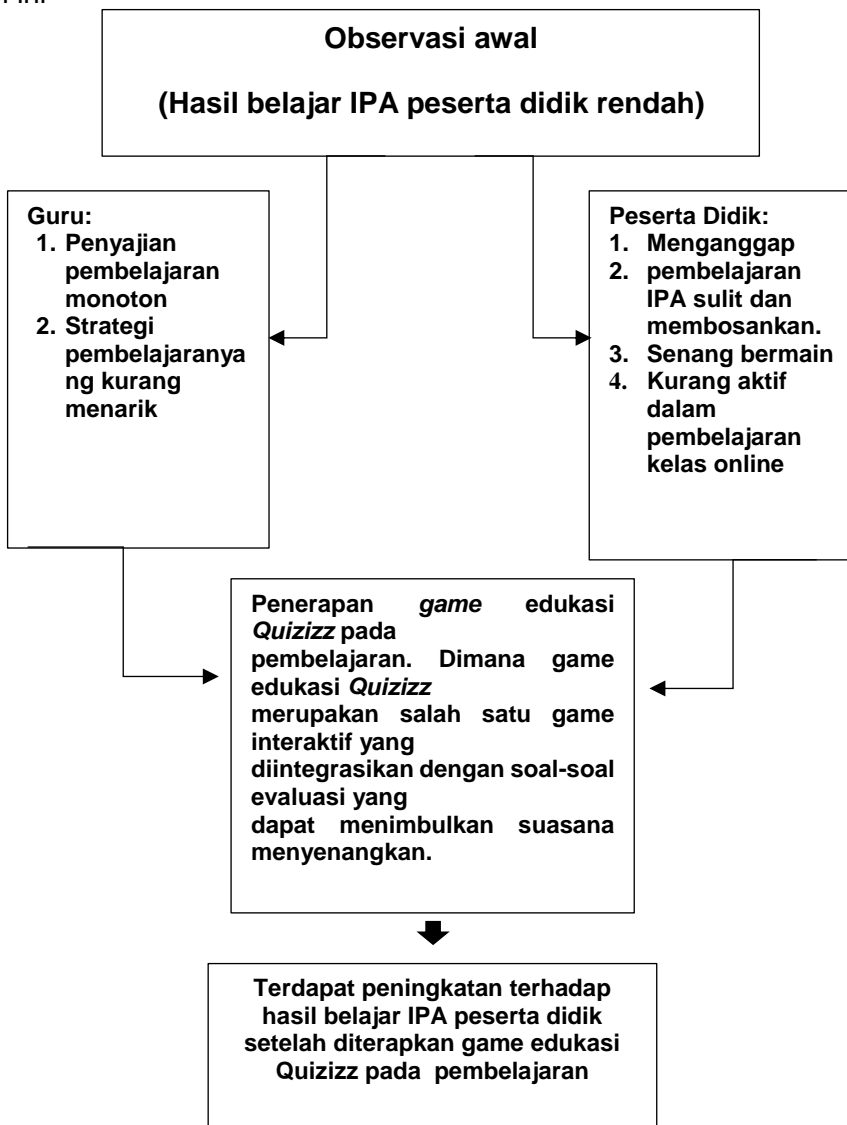 Observasi awal
(Hasil belajar IPA peserta didik rendah)
Guru:
1. Penyajian
pembelajaran
monoton
2. Strategi
pembelajaranya
ng kurang
menarik
Peserta Didik:
1. Menganggap
2. pembelajaran
IPA sulit dan
membosankan.
3. Senang bermain
4. Kurang aktif
dalam
pembelajaran
kelas online
Penerapan game edukasi
Quizizz pada
pembelajaran. Dimana game
edukasi Quizizz
merupakan salah satu game
interaktif yang
diintegrasikan dengan soal-soal
evaluasi yang
dapat menimbulkan suasana
menyenangkan.
Terdapat peningkatan terhadap
hasil belajar IPA peserta didik
setelah diterapkan game edukasi
Quizizz pada pembelajaran